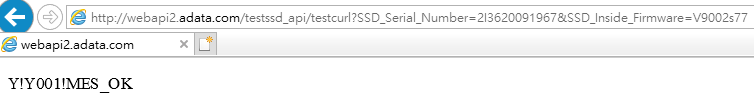 http://webapi2.adata.com/testssd_api/testcurl?SSD_Serial_Number=2I3620091967&SSD_Inside_Firmware=V9002s77
webapi2.adata.com
Y!Y001!MES_OK